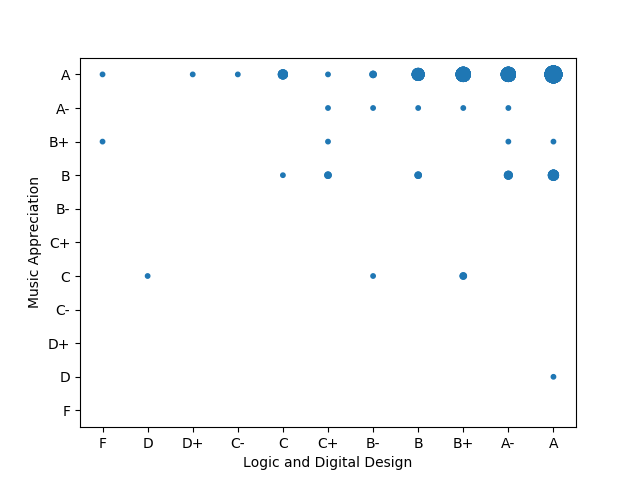 A
A-
B+
B
B-
C+
C
C-
D+
D
F
Music Appreciation
F D D+ C- C C+ B- B B+ A- A
Logic and Digital Design